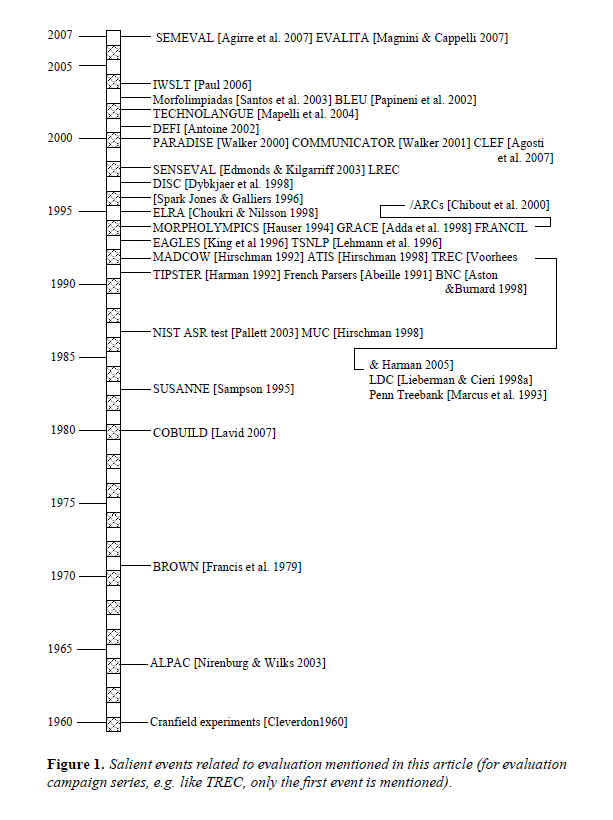 2007 SEMEVAL [Agirre et al. 2007] EVALITA [Magnini & Cappelli 2007]
2005
IWSLT [Paul 2006]
Morfolimpiadas [Santos et al. 2003] BLEU [Papineni et al. 2002]
TECHNOLANGUE [Mapelli et al. 2004]
DEFI [Antoine 2002]
2000 PARADISE [Walker 2000] COMMUNICATOR [Walker 2001] CLEF [Agosti
et al. 2007]
SENSEVAL [Edmonds & Kilgarriff 2003] LREC
DISC [Dybkjaer et al. 1998]
[Spark Jones & Galliers 1996]
/ARCs [Chibout et al. 2000]
1995 ELRA [Choukri & Nilsson 1998]
MORPHOLYMPICS [Hauser 1994] GRACE [Adda et al. 1998] FRANCIL
EAGLES [King et al 1996] TSNLP [Lehmann et al. 1996]
MADCOW [Hirschman 1992] ATIS [Hirschman 1998] TREC [Voorhees
TIPSTER [Harman 1992] French Parsers [Abeille 1991] BNC [Aston
1990 &Burnard 1998]
NIST ASR test [Pallett 2003] MUC [Hirschman 1998]
1985
& Harman 2005]
LDC [Lieberman & Cieri 1998a]
SUSANNE [Sampson 1995]
Penn Treebank [Marcus et al. 1993]
1980 COBUILD [Lavid 2007]
1975
BROWN [Francis et al. 1979]
1970
1965
ALPAC [Nirenburg & Wilks 2003]
1960 Cranfield experiments [Cleverdon1960]
Figure 1. Salient events related to evaluation mentioned in this article (for evaluation
campaign series, e.g. like TREC, only the first event is mentioned).